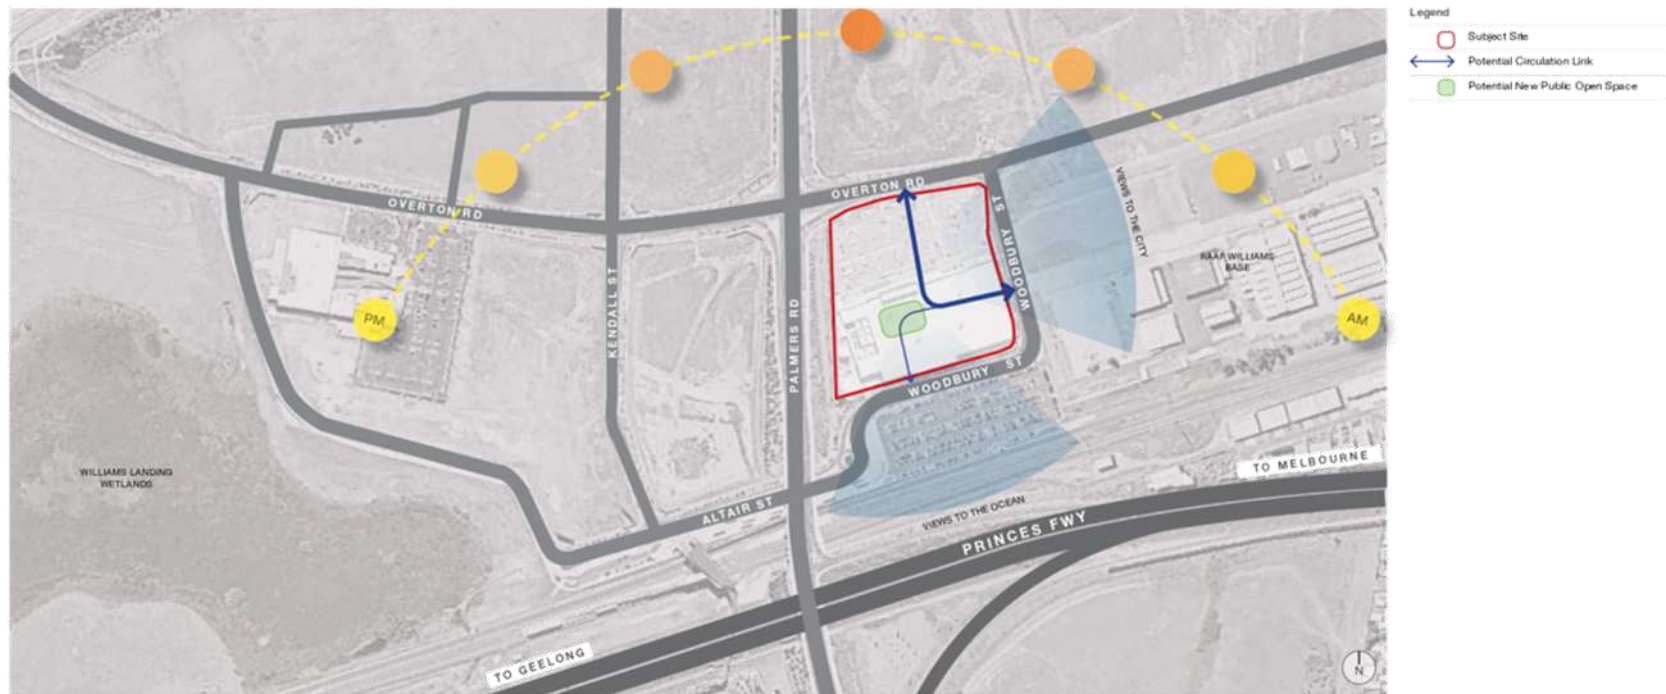 Legend
Subject Site
Potential Circulation Link
Potential New Public Open Space
OVERTON RD
OVERTON RD
WOODBURY ST
VIEWS TO THE CITY
RAAF WILLIAMS
BASE
KENDALL ST
PALMERS RD
PM
AM
WOODBURY ST
WILLIAMS LANDING
WETLANDS
TO MELBOURNE
ALTAIR ST
VIEWS TO THE OCEAN
PRINCES FWY
TO GEELONG
N